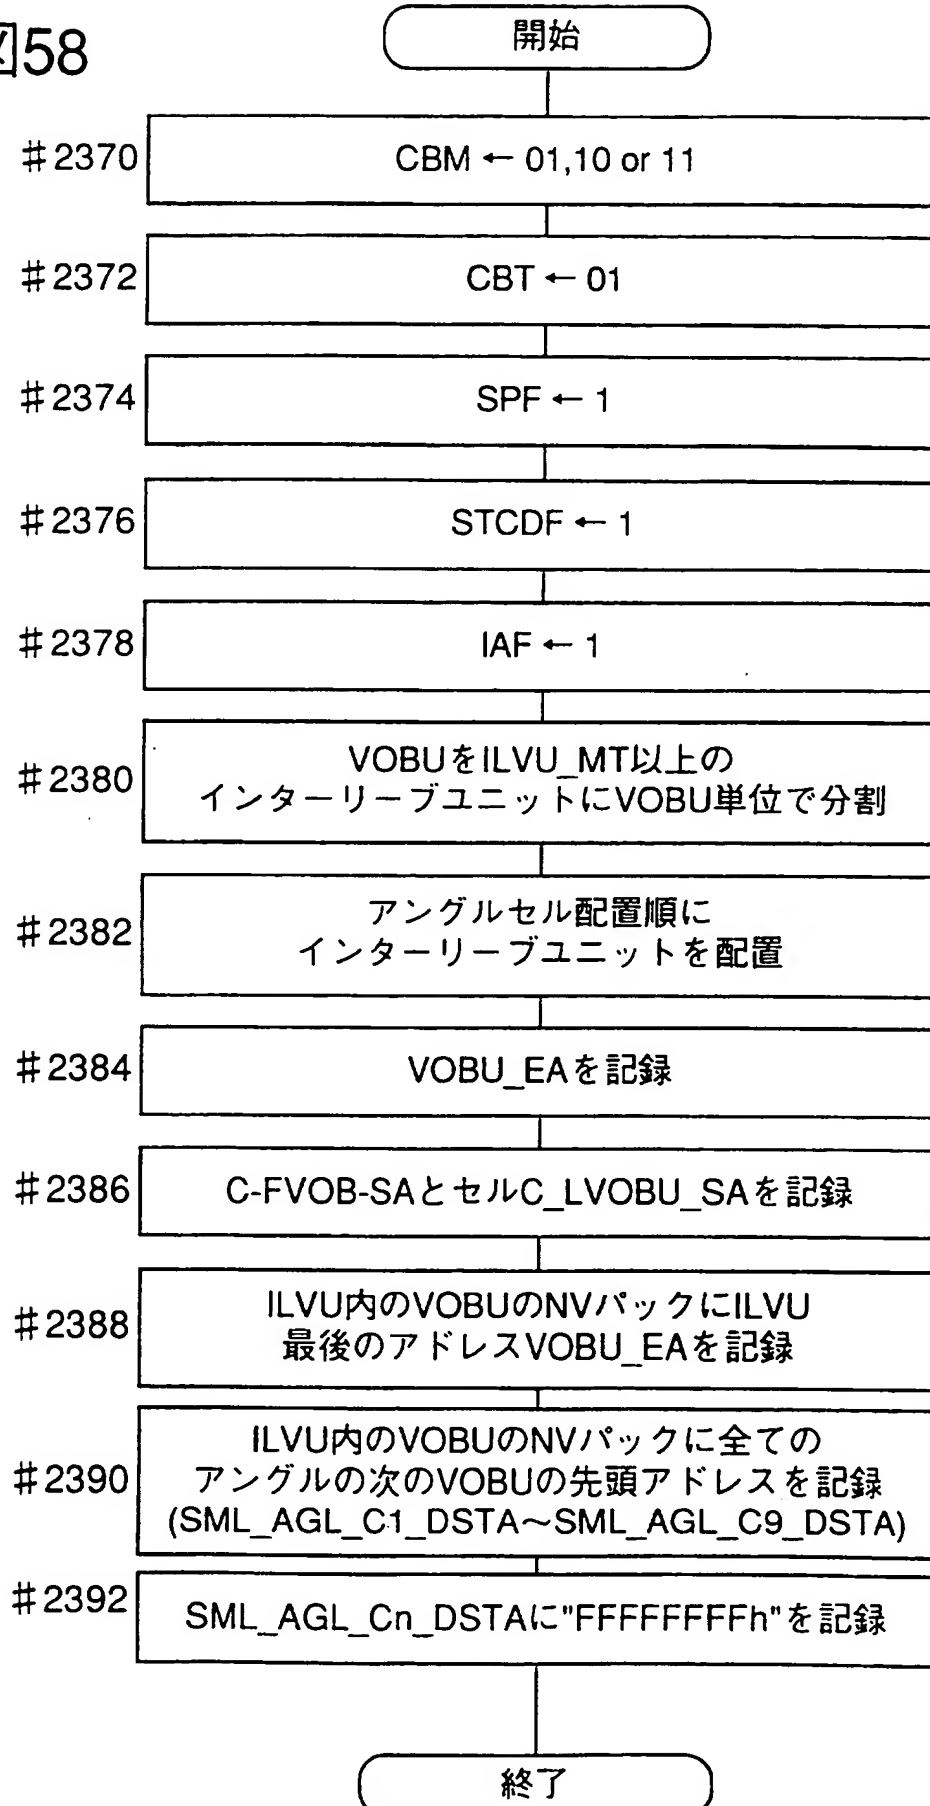 図58
開始
#2370
CBM ← 01,10 or 11
#2372
CBT ← 01
#2374
SPF ← 1
#2376
STCDF ← 1
#2378
IAF ← 1
#2380
VOBUをILVU_MT以上の
インターリーブユニットにVOBU単位で分割
#2382
アングルセル配置順に
インターリーブユニットを配置
#2384
VOBU_EAを記録
#2386
C-FVOB-SAとセルC_LVOBU_SAを記録
#2388
ILVU内のVOBUのNVパックにILVU
最後のアドレスVOBU_EAを記録
#2390
ILVU内のVOBUのNVパックに全ての
アングルの次のVOBUの先頭アドレスを記録
(SML_AGL_C1_DSTA～SML_AGL_C9_DSTA)
#2392
SML_AGL_Cn_DSTAに"FFFFFFFFh"を記録
終了